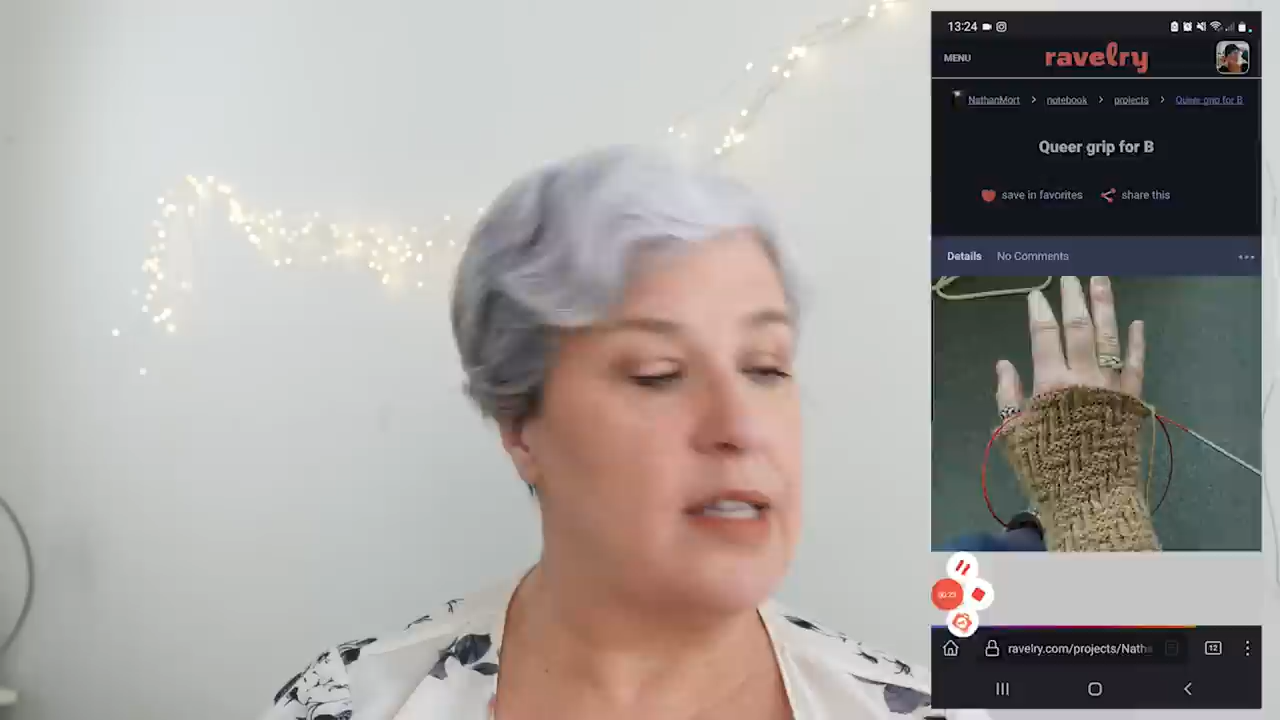 13:24
MENU
ravelry
NathanMort > notebook > projects > Queer grip for B
Queer grip for B
save in favorites share this
Details No Comments
ravelry.com/projects/Nath
12